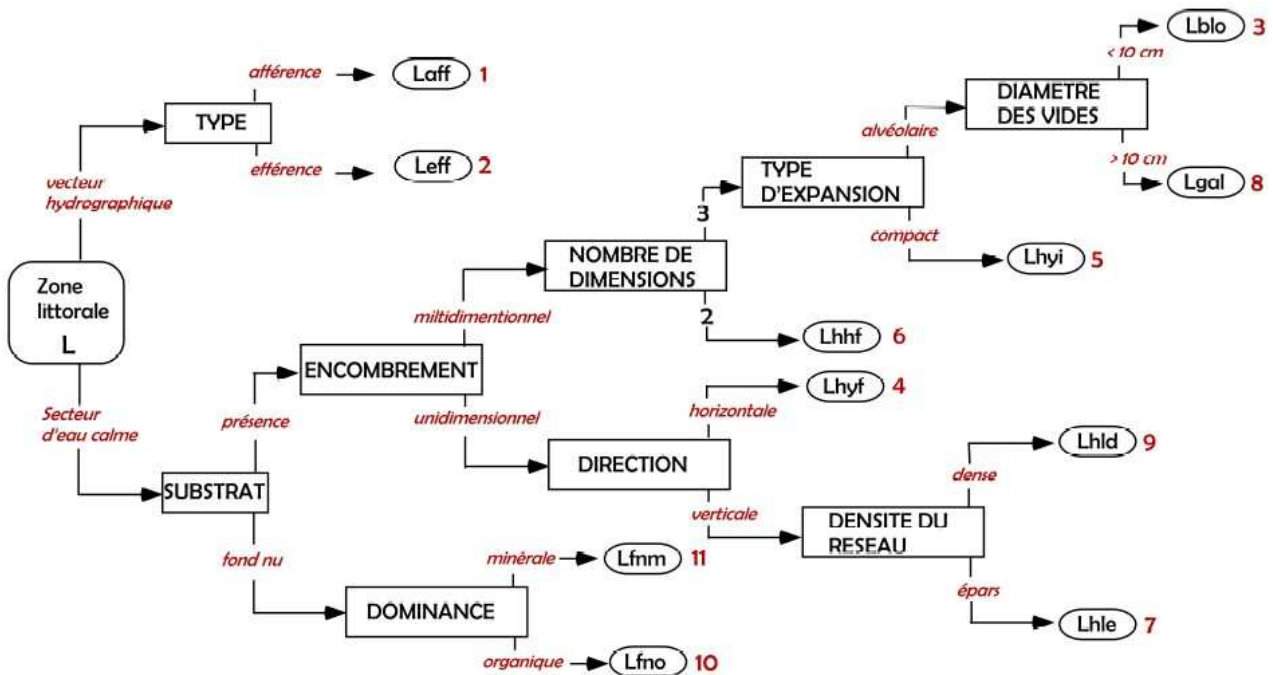 Lblo 3
< 10 cm
DIAMETRE
DES VIDES
afférence
Laff 1
TYPE
alvéolaire
> 10 cm
Lgal 8
efférence
Leff 2
TYPE
D'EXPANSION
vecteur
hydrographique
3
compact
Lhyi 5
NOMBRE DE
DIMENSIONS
Zone
littorale
L
miltidimentionnel
2
Lhhf 6
ENCOMBREMENT
Lhyf 4
horizontale
Secteur
d'eau calme
présence
unidimensionnel
Lhld 9
DIRECTION
dense
SUBSTRAT
verticale
DENSITE DU
RESEAU
fond nu
minérale
Lfnm 11
épars
DOMINANCE
Lhle 7
organique
Lfno 10